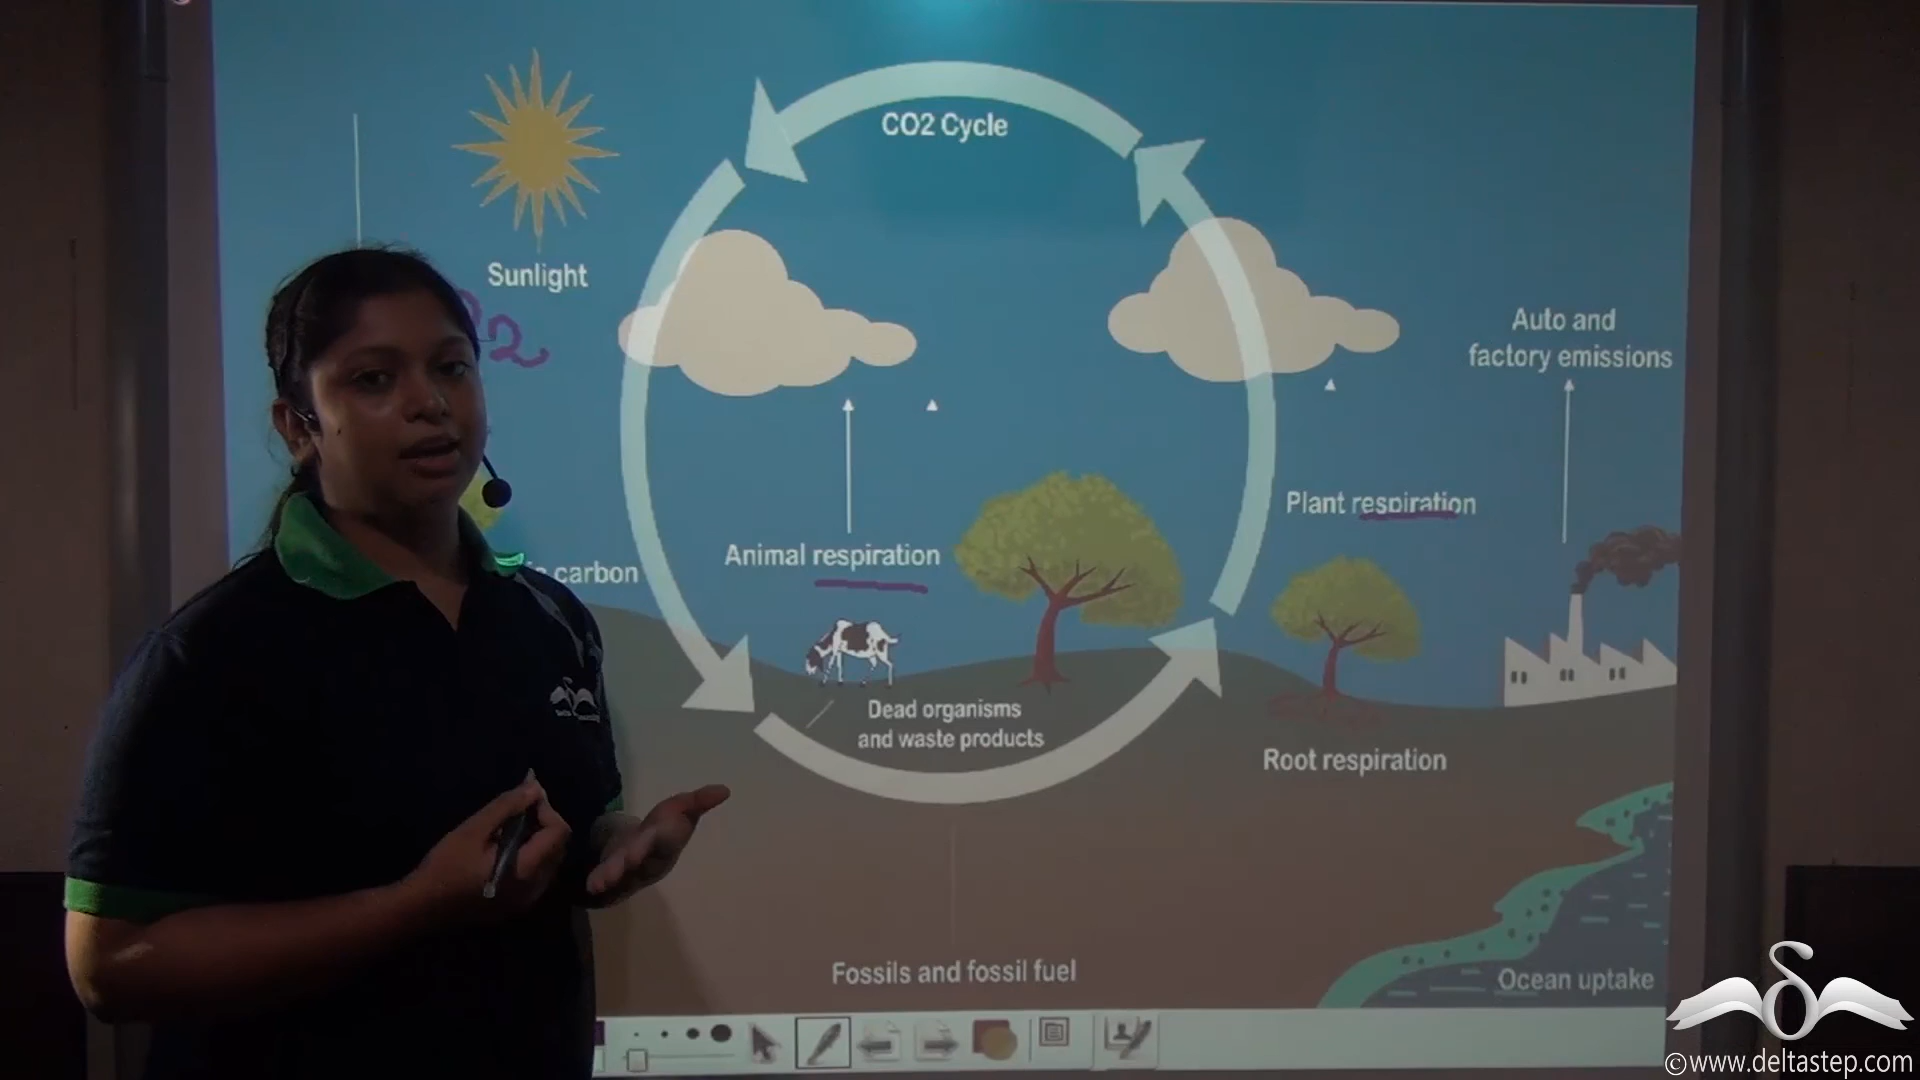 CO2 Cycle
Sunlight
2
Auto and
factory emissions
Plant respiration
Animal respiration
carbon
Dead organisms
and waste products
Root respiration
Fossils and fossil fuel
Ocean uptake
©www.deltastep.com